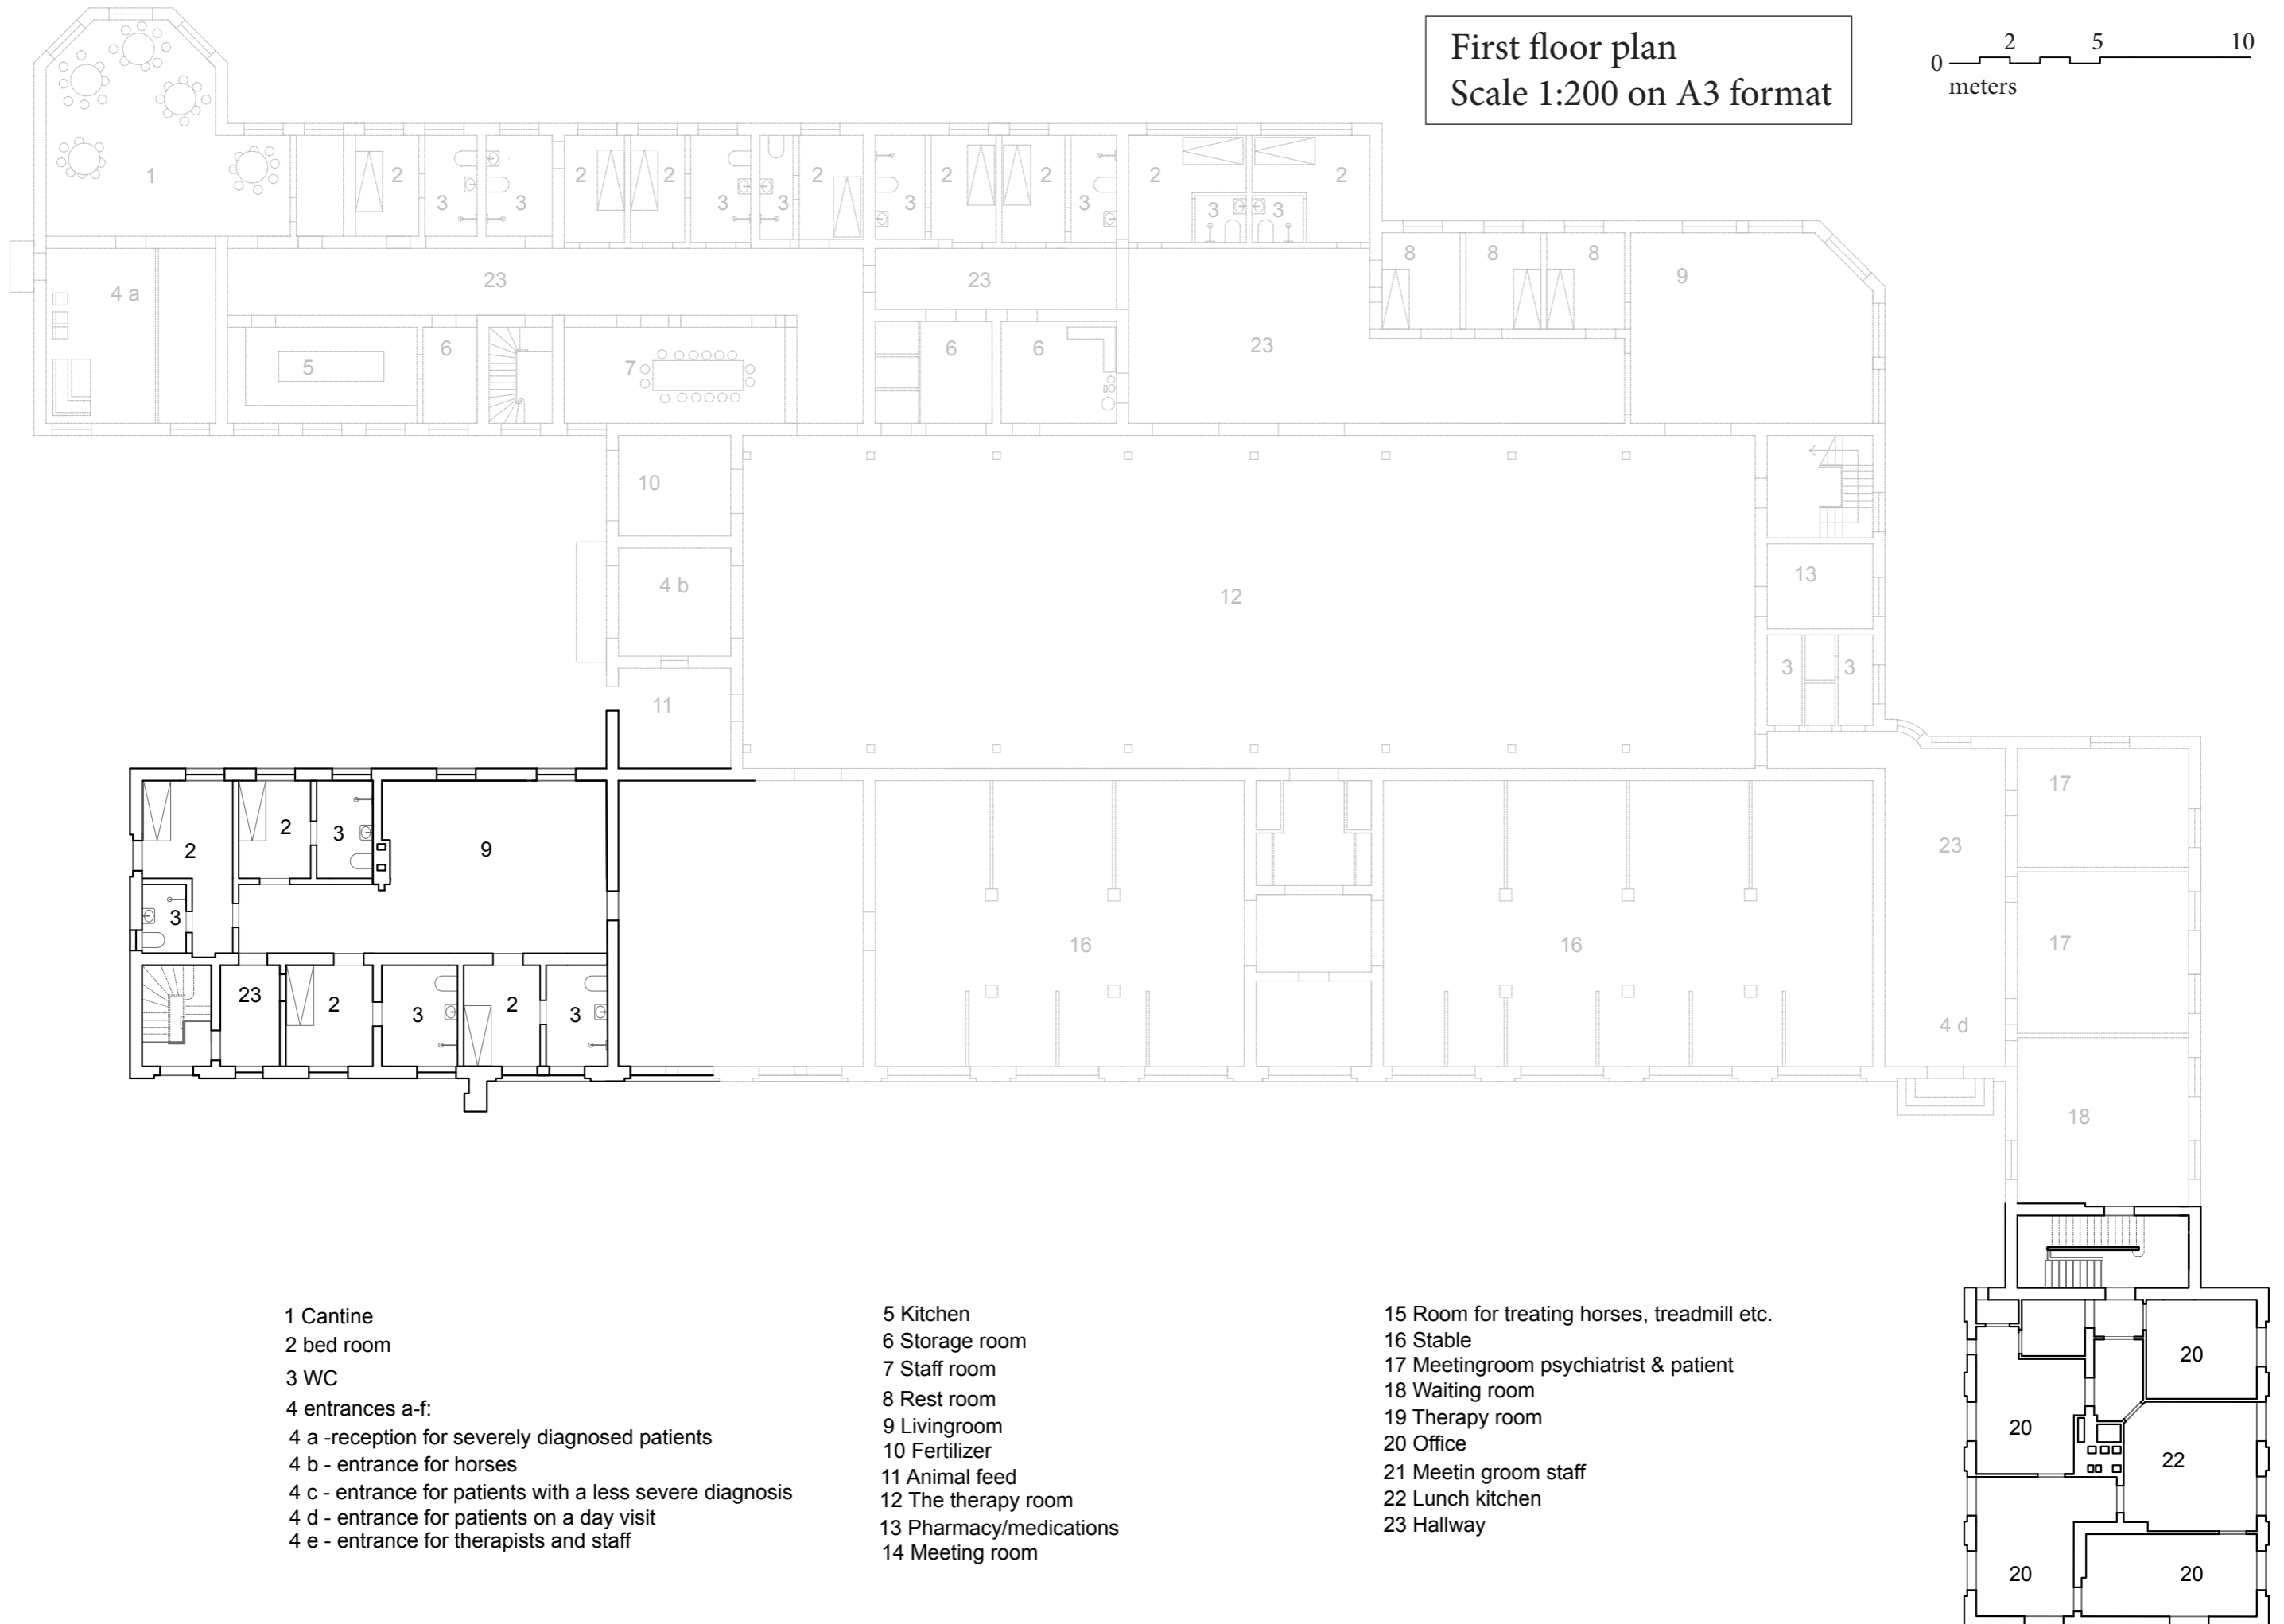 First floor plan
Scale 1:200 on A3 format
0 2 5 10
meters
1
2
3
3
2
2
3
3
2
3
2
2
3
2
3
3
2
8
8
8
9
4 a
23
23
5
6
7
6
6
23
10
4 b
12
13
3
3
11
2
2
3
9
3
23
2
3
2
3
16
16
23
17
17
4 d
18
20
20
22
20
20
1 Cantine
2 bed room
3 WC
4 entrances a-f:
4 a -reception for severely diagnosed patients
4 b - entrance for horses
4 c - entrance for patients with a less severe diagnosis
4 d - entrance for patients on a day visit
4 e - entrance for therapists and staff
5 Kitchen
6 Storage room
7 Staff room
8 Rest room
9 Livingroom
10 Fertilizer
11 Animal feed
12 The therapy room
13 Pharmacy/medications
14 Meeting room
15 Room for treating horses, treadmill etc.
16 Stable
17 Meetingroom psychiatrist & patient
18 Waiting room
19 Therapy room
20 Office
21 Meetin groom staff
22 Lunch kitchen
23 Hallway